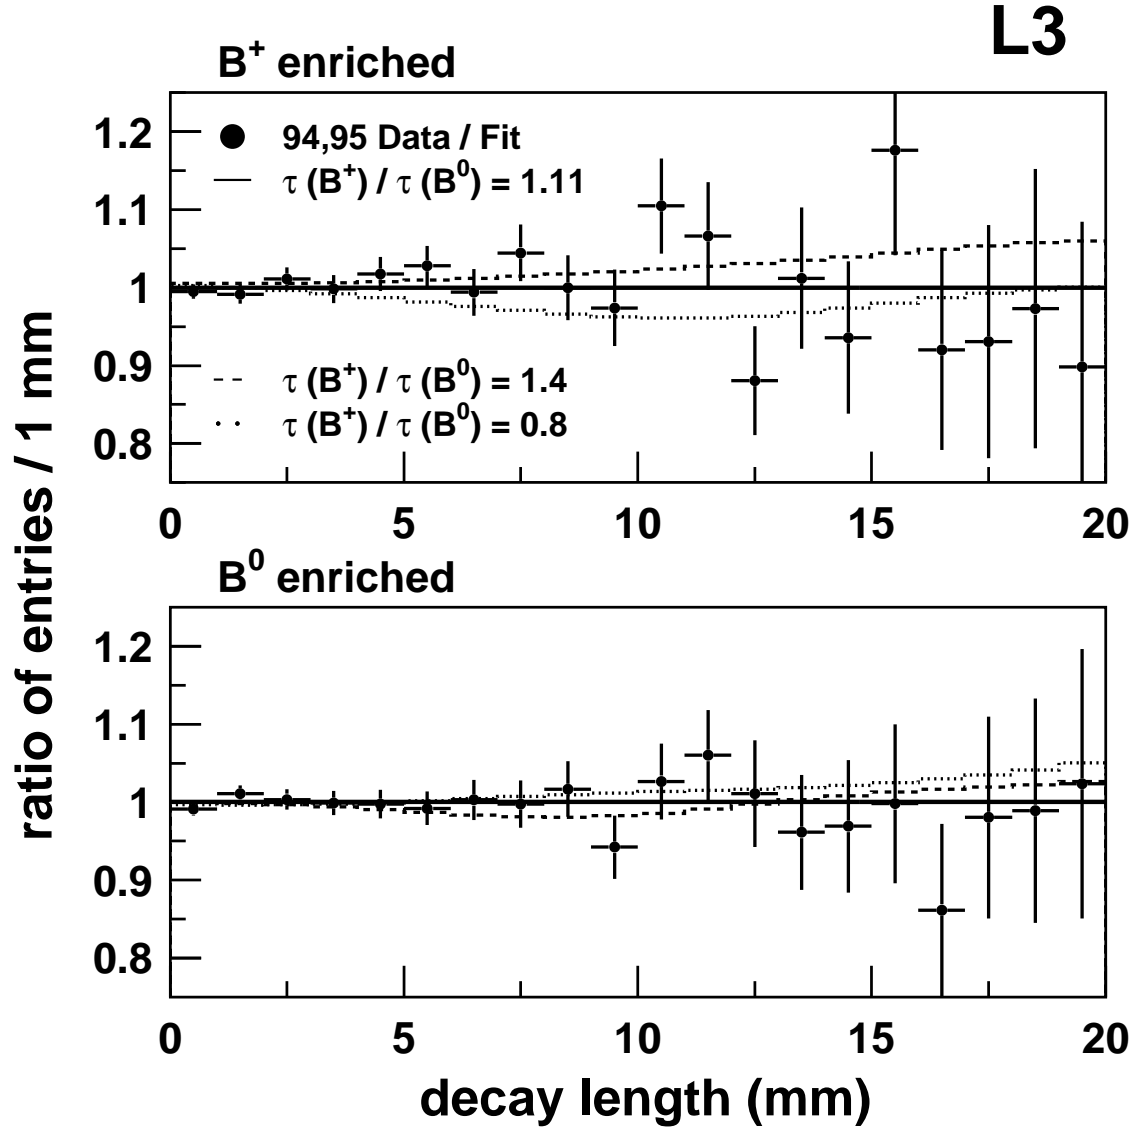 L3
B⁺ enriched
94,95 Data / Fit
τ (B⁺) / τ (B⁰) = 1.11
τ (B⁺) / τ (B⁰) = 1.4
τ (B⁺) / τ (B⁰) = 0.8
1.2
1.1
1
0.9
0.8
0 5 10 15 20
B⁰ enriched
1.2
1.1
1
0.9
0.8
0 5 10 15 20
decay length (mm)
ratio of entries / 1 mm